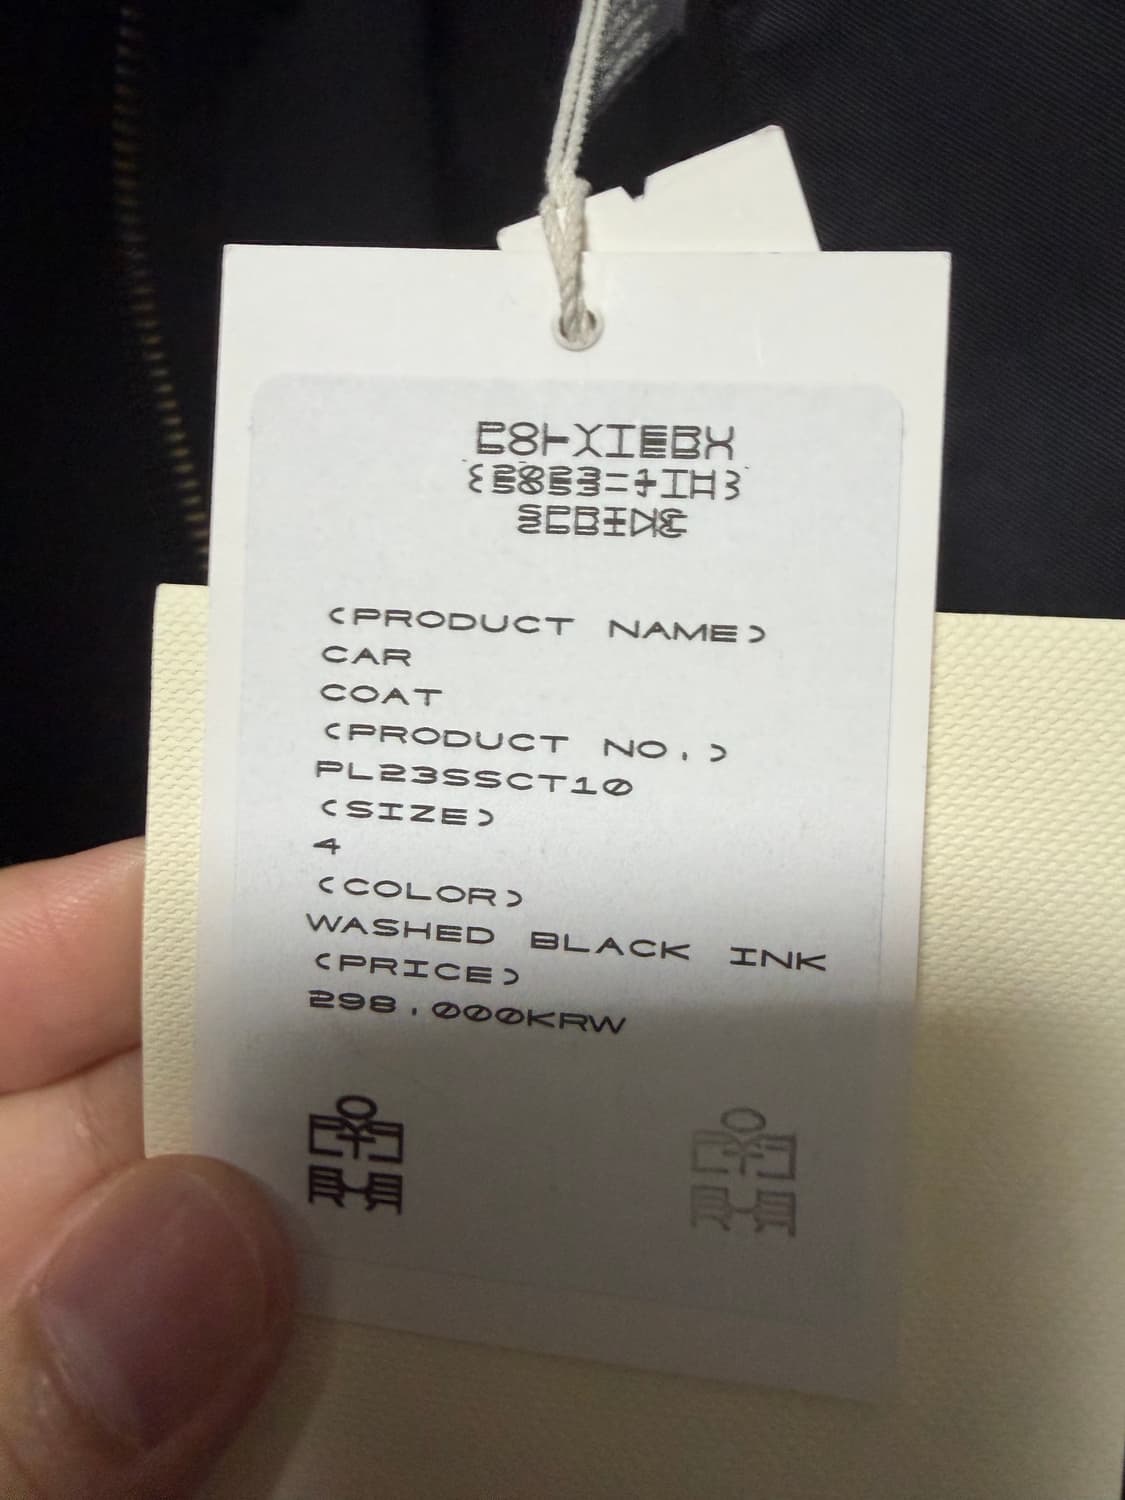 <PRODUCT NAME>
CAR
COAT
<PRODUCT NO.>
PL23SSCT10
<SIZE>
4
<COLOR>
WASHED BLACK INK
<PRICE>
298,000KRW